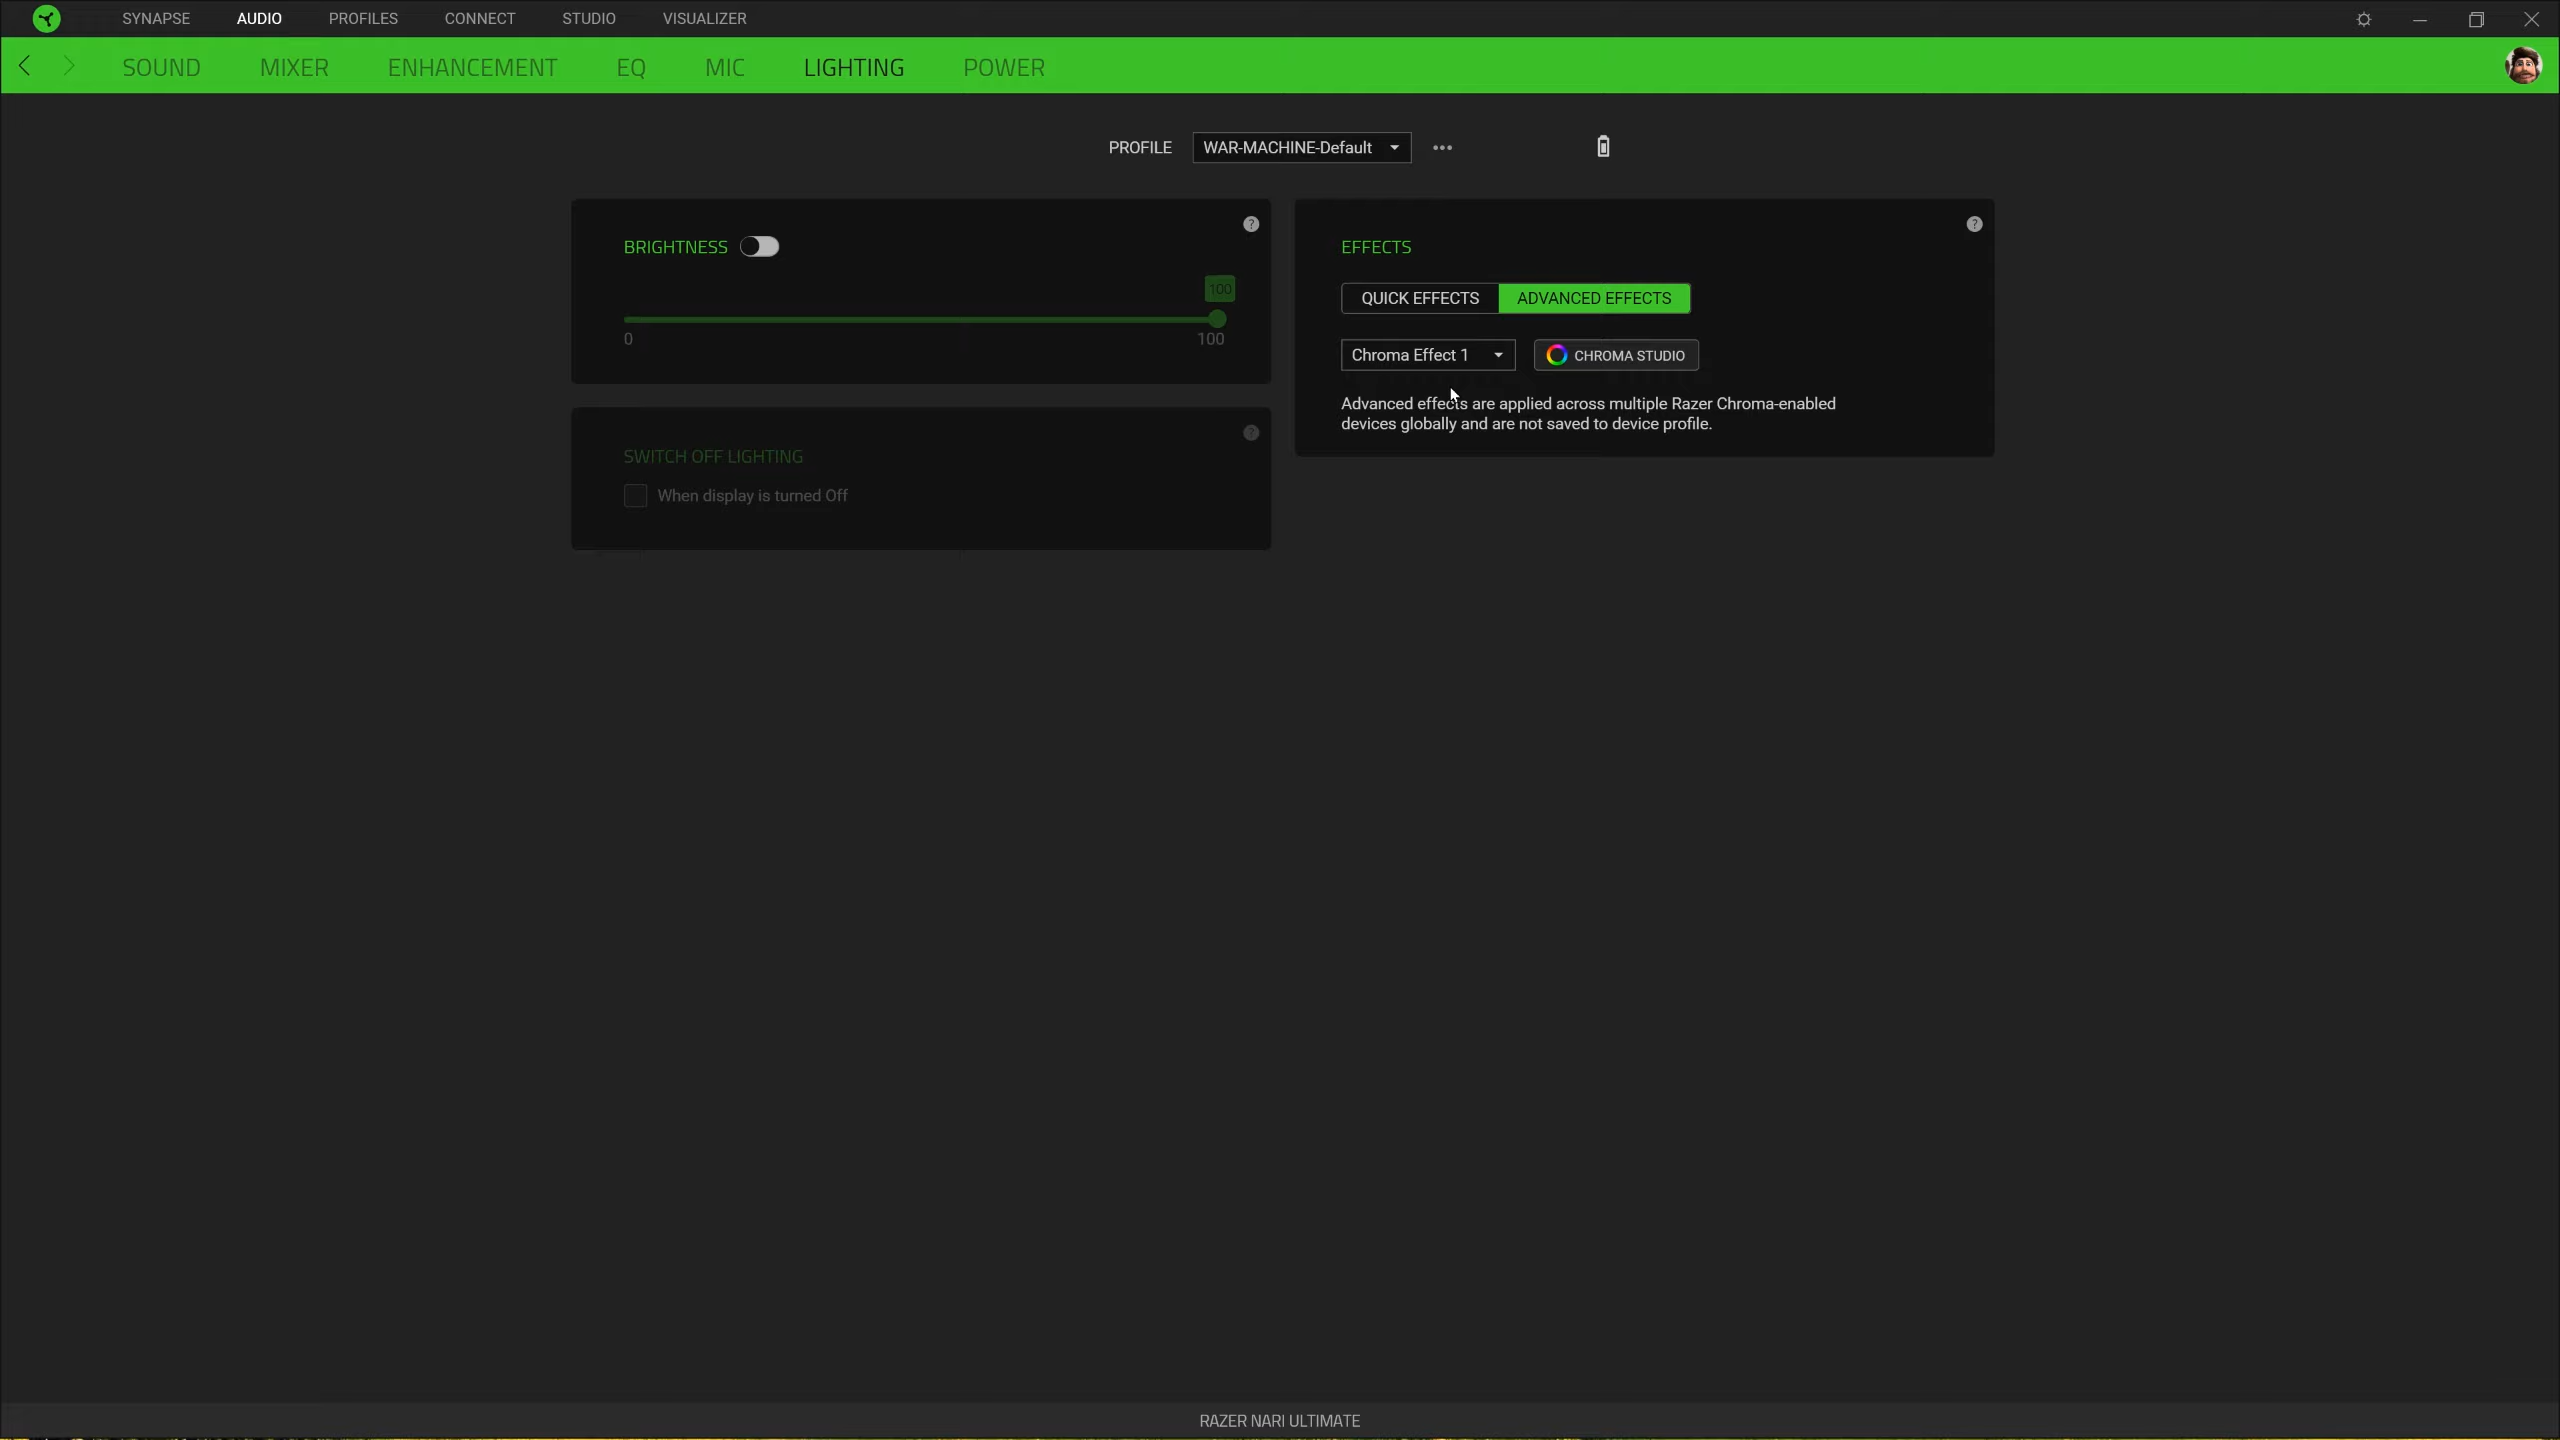 SYNAPSE AUDIO PROFILES CONNECT STUDIO VISUALIZER
SOUND MIXER ENHANCEMENT EQ MIC LIGHTING POWER
PROFILE WAR-MACHINE-Default
BRIGHTNESS
100
0 100
SWITCH OFF LIGHTING
When display is turned Off
EFFECTS
QUICK EFFECTS ADVANCED EFFECTS
Chroma Effect 1 CHROMA STUDIO
Advanced effects are applied across multiple Razer Chroma-enabled
devices globally and are not saved to device profile.
RAZER NARI ULTIMATE